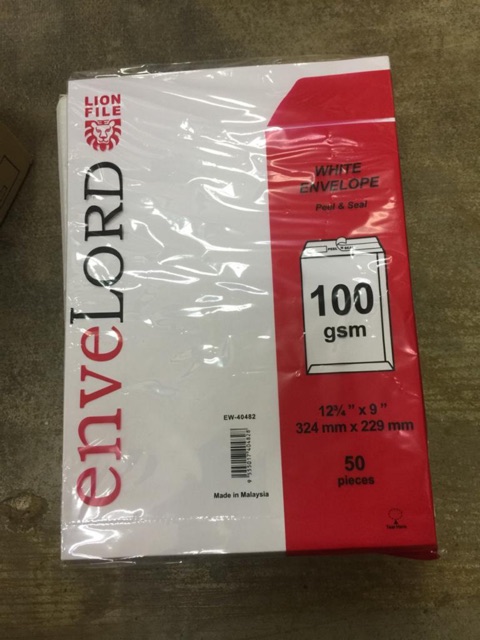 LION
FILE
enveLORD
WHITE
ENVELOPE
Peel & Seal
100
gsm
12¾" x 9"
324 mm x 229 mm
50
pieces
EW-40482
Made in Malaysia